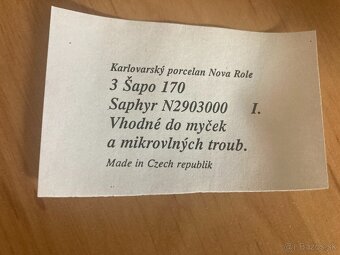 Karlovarský porcelan Nova Role
3 Šapo 170
Saphyr N2903000 I.
Vhodné do myček
a mikrovlných troub.
Made in Czech republik